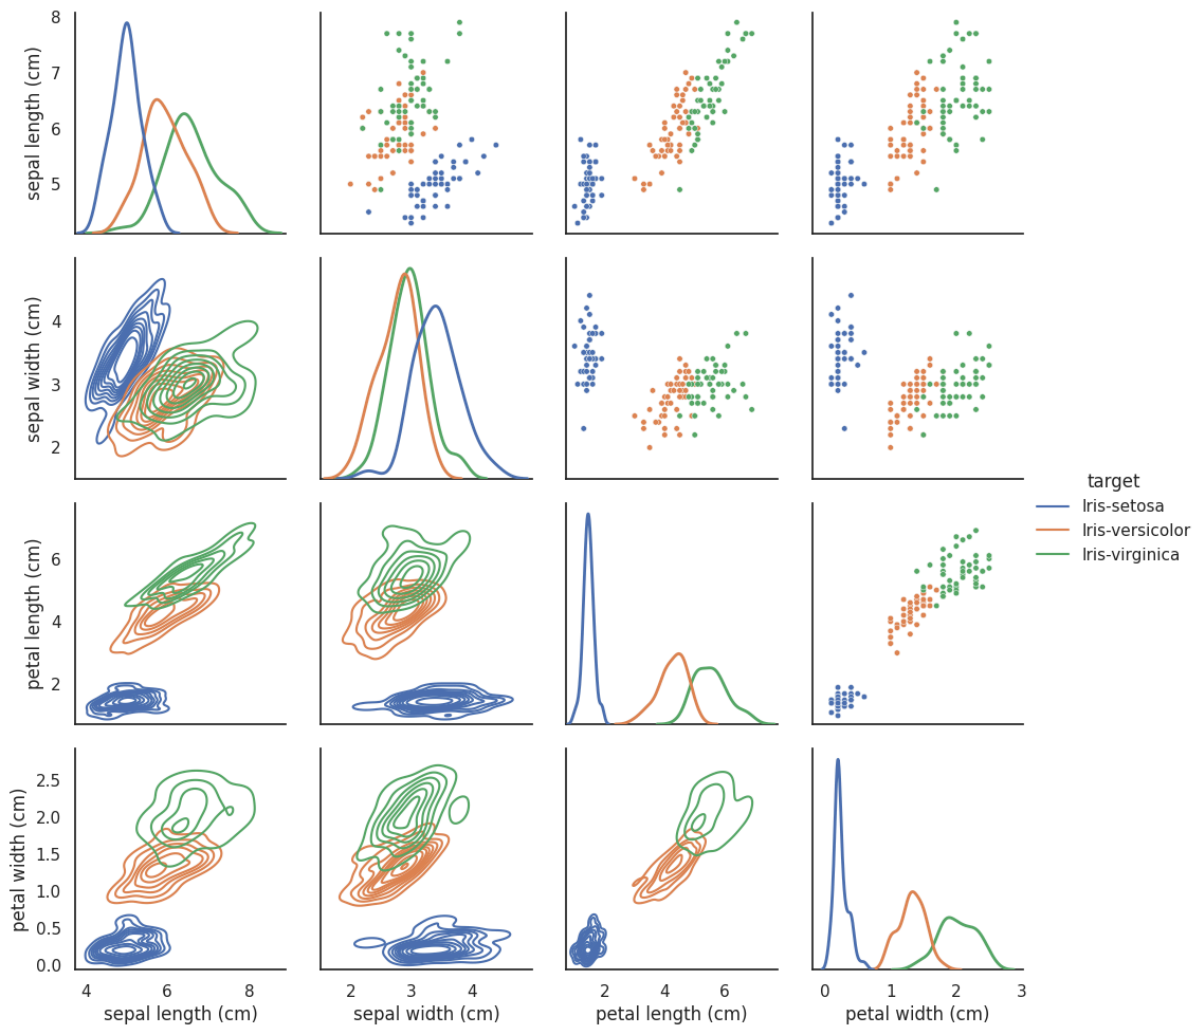 8
7
6
5
sepal length (cm)
4
3
2
sepal width (cm)
target
Iris-setosa
Iris-versicolor
Iris-virginica
6
4
2
petal length (cm)
2.5
2.0
1.5
1.0
0.5
0.0
petal width (cm)
4 6 8
2 3 4
2 4 6
0 1 2 3
sepal length (cm)
sepal width (cm)
petal length (cm)
petal width (cm)